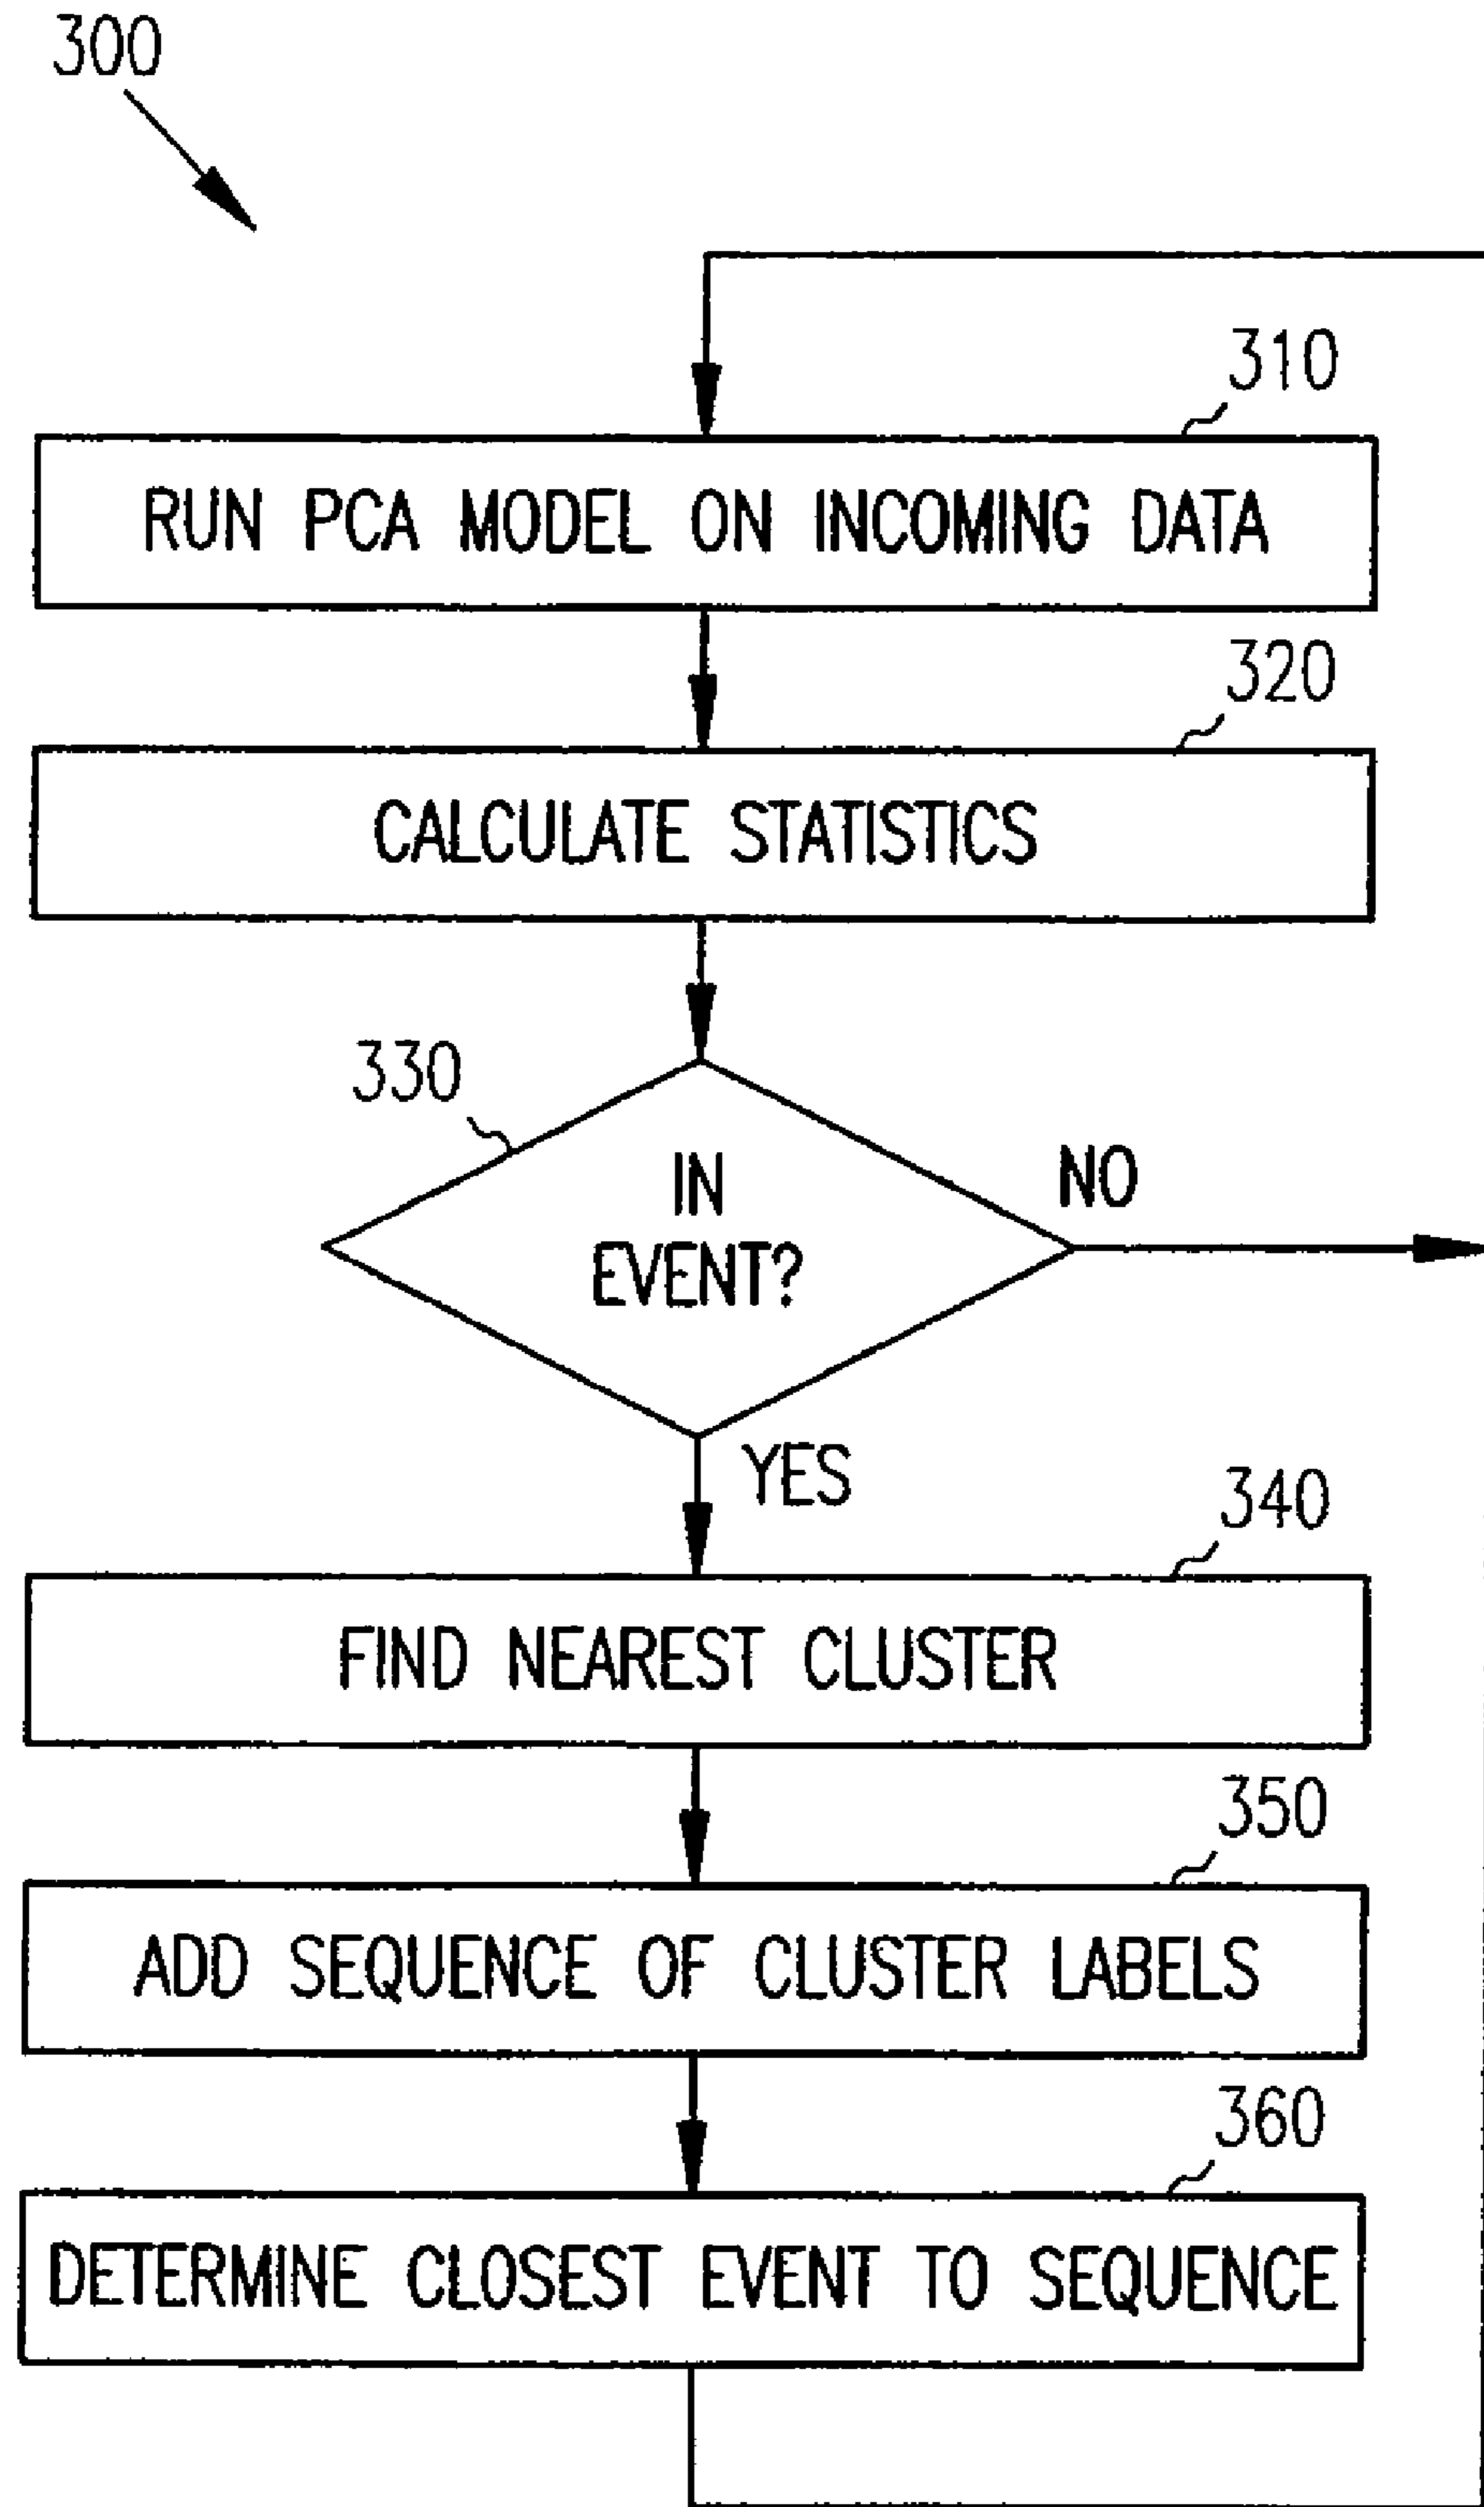 300
310
RUN PCA MODEL ON INCOMING DATA
320
CALCULATE STATISTICS
330
IN
EVENT?
NO
YES
340
FIND NEAREST CLUSTER
350
ADD SEQUENCE OF CLUSTER LABELS
360
DETERMINE CLOSEST EVENT TO SEQUENCE